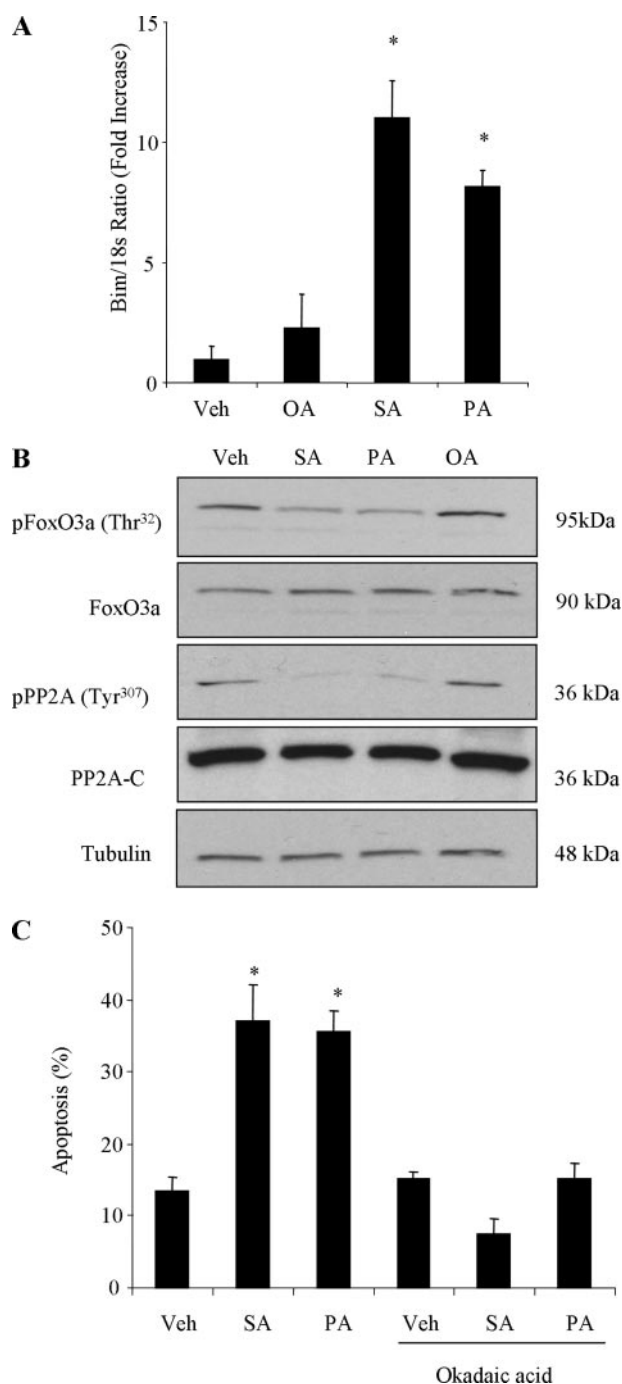 A
Bim/18s Ratio (Fold Increase)
15
*
*
10
5
0
Veh OA SA PA
B
Veh SA PA OA
pFoxO3a (Thr³²) 95kDa
FoxO3a 90 kDa
pPP2A (Tyr³⁰⁷) 36 kDa
PP2A-C 36 kDa
Tubulin 48 kDa
C
Apoptosis (%)
50
*
*
40
30
20
10
0
Veh SA PA Veh SA PA
Okadaic acid